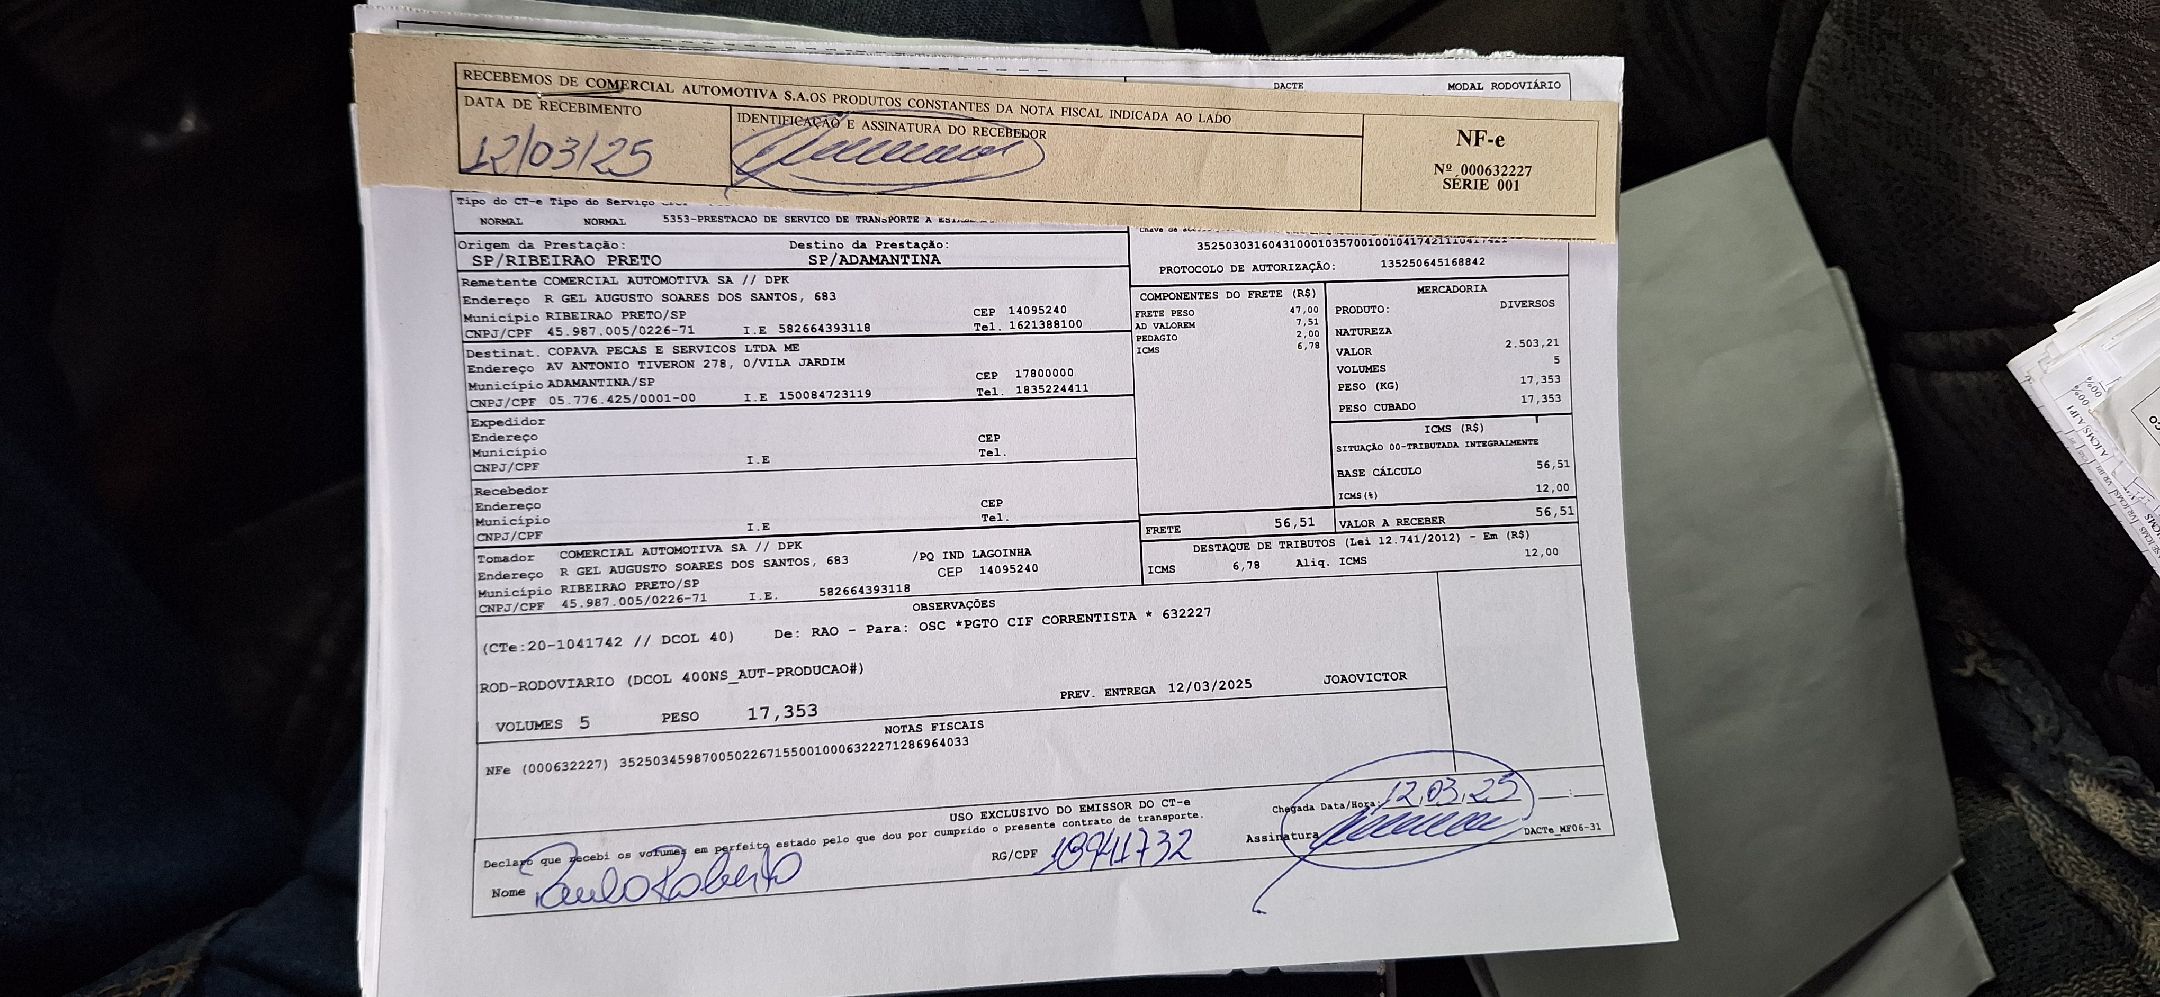 DACTE MODAL RODOVIÁRIO
RECEBEMOS DE COMERCIAL AUTOMOTIVA S.A.OS PRODUTOS CONSTANTES DA NOTA FISCAL INDICADA AO LADO
DATA DE RECEBIMENTO
12/03/25
IDENTIFICAÇÃO E ASSINATURA DO RECEBEDOR
NF-e
Nº 000632227
SÉRIE 001
Tipo do CT-e Tipo do Serviço
NORMAL NORMAL 5353-PRESTACAO DE SERVICO DE TRANSPORTE A
Origem da Prestação: Destino da Prestação:
SP/RIBEIRAO PRETO SP/ADAMANTINA
PROTOCOLO DE AUTORIZAÇÃO: 135250645168842
Remetente COMERCIAL AUTOMOTIVA SA // DPK
Endereço R GEL AUGUSTO SOARES DOS SANTOS, 683
Município RIBEIRAO PRETO/SP CEP 14095240
CNPJ/CPF 45.987.005/0226-71 I.E 582664393118 Tel. 1621388100
Destinat. COPAVA PECAS E SERVICOS LTDA ME
Endereço AV ANTONIO TIVERON 278, 0/VILA JARDIM
Município ADAMANTINA/SP CEP 17800000
CNPJ/CPF 05.776.425/0001-00 I.E 150084723119 Tel. 1835224411
Expedidor
Endereço CEP
Município Tel.
CNPJ/CPF I.E
Recebedor
Endereço CEP
Município Tel.
CNPJ/CPF I.E
Tomador COMERCIAL AUTOMOTIVA SA // DPK
Endereço R GEL AUGUSTO SOARES DOS SANTOS, 683 /PQ IND LAGOINHA
Município RIBEIRAO PRETO/SP CEP 14095240
CNPJ/CPF 45.987.005/0226-71 I.E. 582664393118
COMPONENTES DO FRETE (R$)
FRETE PESO 47,00
AD VALOREM 7,51
PEDAGIO 2,00
ICMS 6,78
MERCADORIA
PRODUTO: DIVERSOS
NATUREZA
VALOR 2.503,21
VOLUMES 5
PESO (KG) 17,353
PESO CUBADO 17,353
ICMS (R$)
SITUAÇÃO 00-TRIBUTADA INTEGRALMENTE
BASE CÁLCULO 56,51
ICMS(%) 12,00
FRETE 56,51 VALOR A RECEBER 56,51
DESTAQUE DE TRIBUTOS (Lei 12.741/2012) - Em (R$)
ICMS 6,78 Aliq. ICMS 12,00
OBSERVAÇÕES
(CTe:20-1041742 // DCOL 40) De: RAO - Para: OSC *PGTO CIF CORRENTISTA * 632227
ROD-RODOVIARIO (DCOL 400NS_AUT-PRODUCAO#)
PREV. ENTREGA 12/03/2025 JOAOVICTOR
VOLUMES 5 PESO 17,353
NOTAS FISCAIS
NFe (000632227) 35250345987005022671550010006322271286964033
USO EXCLUSIVO DO EMISSOR DO CT-e
Declaro que recebi os volumes em perfeito estado pelo que dou por cumprido o presente contrato de transporte.
Chegada Data/Hora: 12.03.25
Nome Paulo Roberto RG/CPF 18941732 Assinatura
DACTe_MF06-31